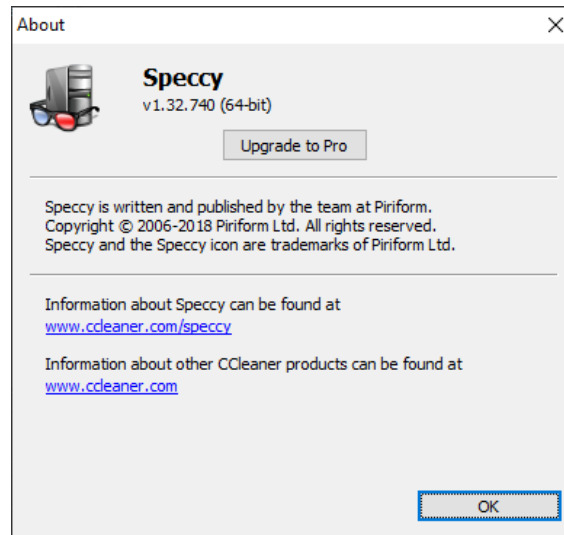 About
Speccy
v1.32.740 (64-bit)
Upgrade to Pro
Speccy is written and published by the team at Piriform.
Copyright © 2006-2018 Piriform Ltd. All rights reserved.
Speccy and the Speccy icon are trademarks of Piriform Ltd.
Information about Speccy can be found at
www.ccleaner.com/speccy
Information about other CCleaner products can be found at
www.ccleaner.com
OK